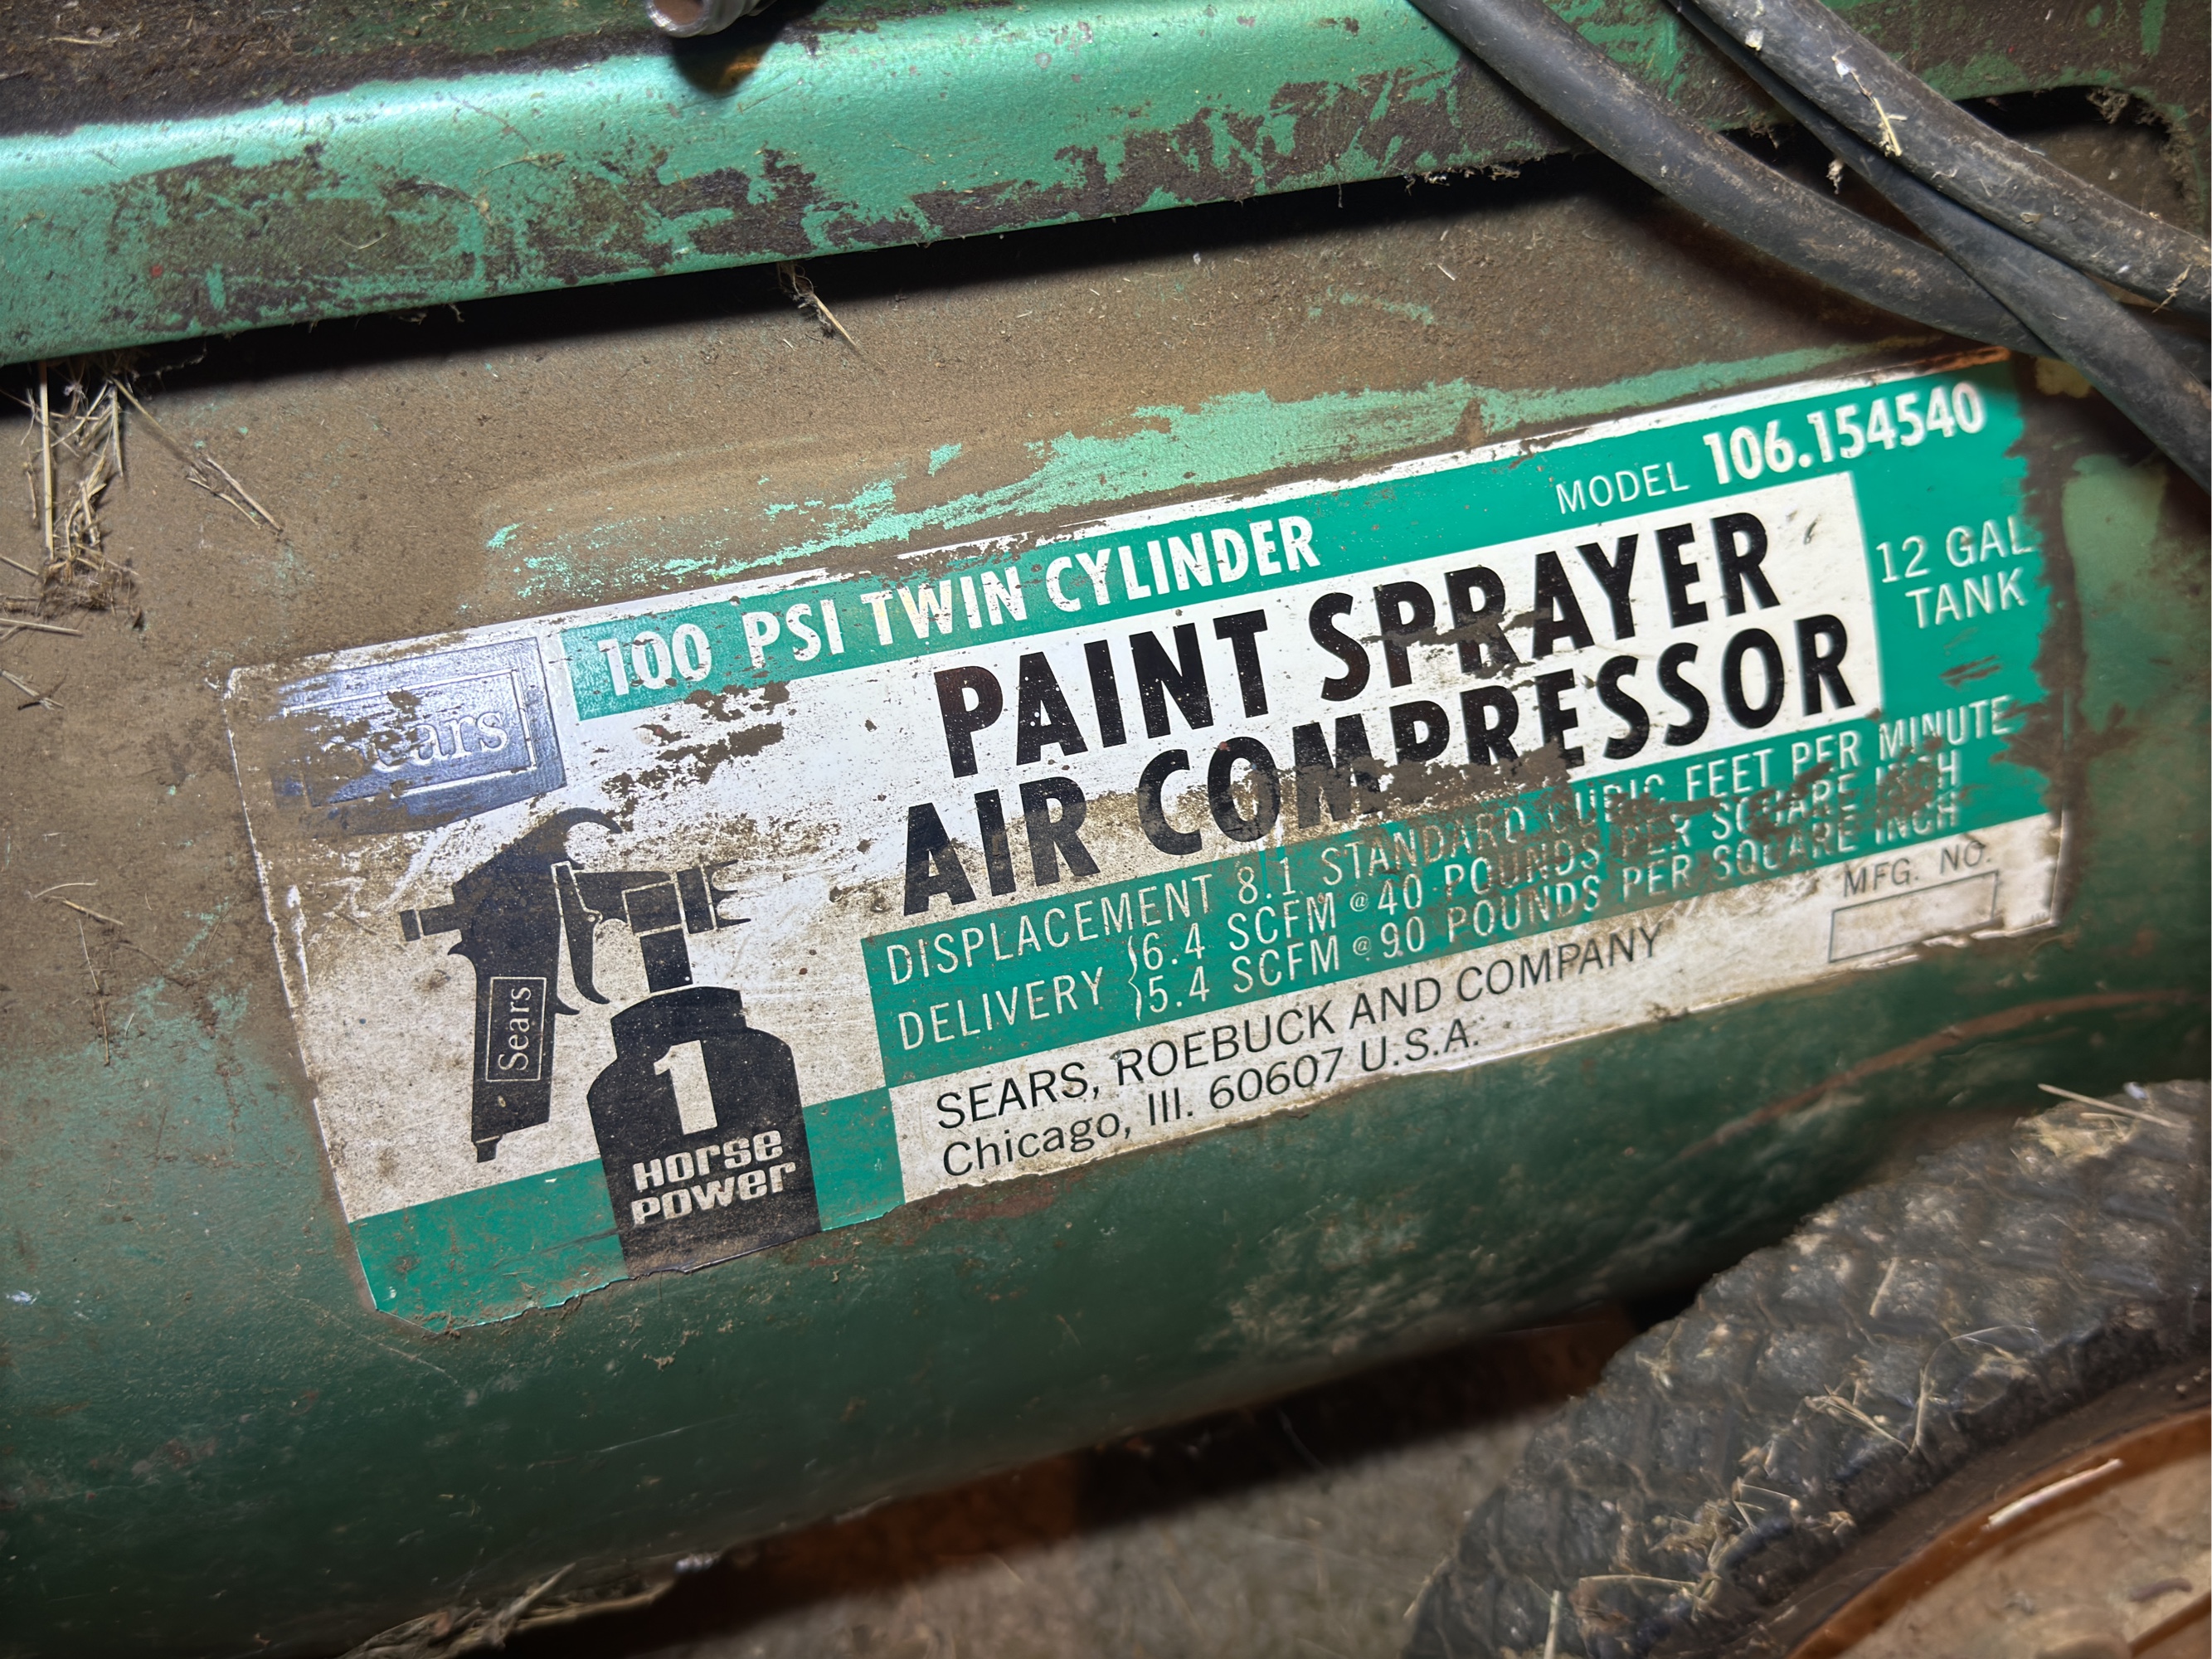 Sears
100 PSI TWIN CYLINDER
MODEL 106.154540
PAINT SPRAYER
AIR COMPRESSOR
12 GAL
TANK
DISPLACEMENT 8.1 STANDARD CUBIC FEET PER MINUTE
DELIVERY {6.4 SCFM @ 40 POUNDS PER SQUARE INCH
{5.4 SCFM @ 90 POUNDS PER SQUARE INCH
MFG. NO.
SEARS, ROEBUCK AND COMPANY
Chicago, Ill. 60607 U.S.A.
Sears
1
Horse
Power